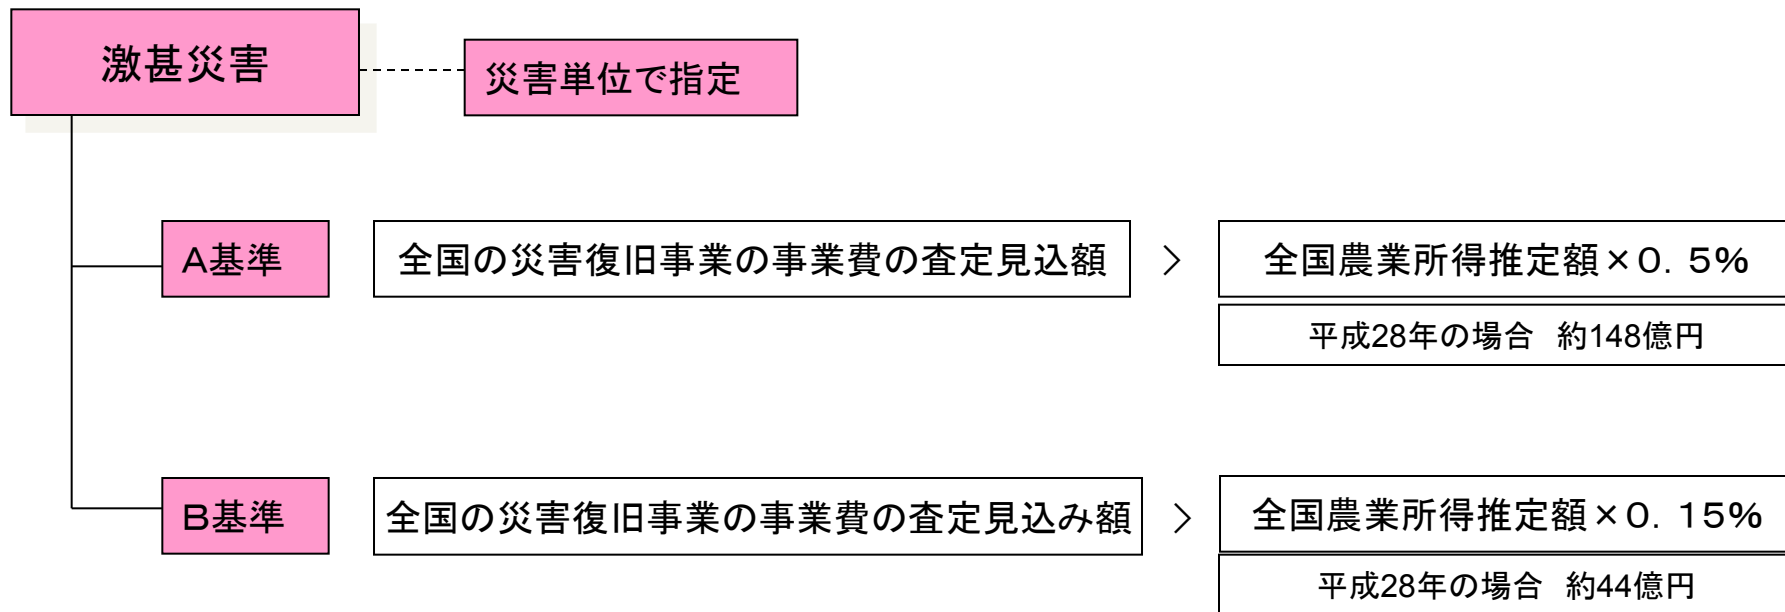 激甚災害
災害単位で指定
A基準
全国の災害復旧事業の事業費の査定見込額
>
全国農業所得推定額×0.5%
平成28年の場合 約148億円
B基準
全国の災害復旧事業の事業費の査定見込み額
>
全国農業所得推定額×0.15%
平成28年の場合 約44億円